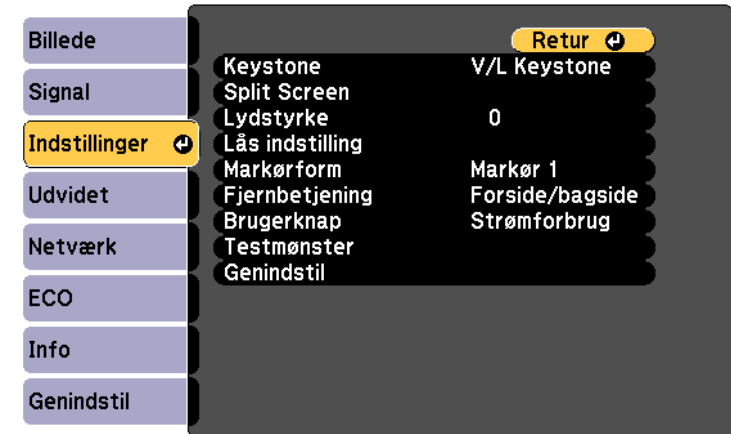 Billede
Signal
Indstillinger
Udvidet
Netværk
ECO
Info
Genindstil
Retur
Keystone V/L Keystone
Split Screen
Lydstyrke 0
Lås indstilling
Markørform Markør 1
Fjernbetjening Forside/bagside
Brugerknap Strømforbrug
Testmønster
Genindstil